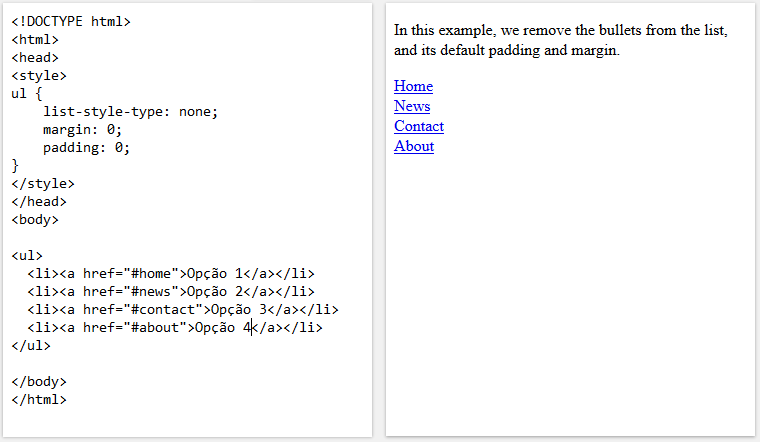 <!DOCTYPE html>
<html>
<head>
<style>
ul {
    list-style-type: none;
    margin: 0;
    padding: 0;
}
</style>
</head>
<body>

<ul>
  <li><a href="#home">Opção 1</a></li>
  <li><a href="#news">Opção 2</a></li>
  <li><a href="#contact">Opção 3</a></li>
  <li><a href="#about">Opção 4</a></li>
</ul>

</body>
</html>
In this example, we remove the bullets from the list,
and its default padding and margin.
Home
News
Contact
About